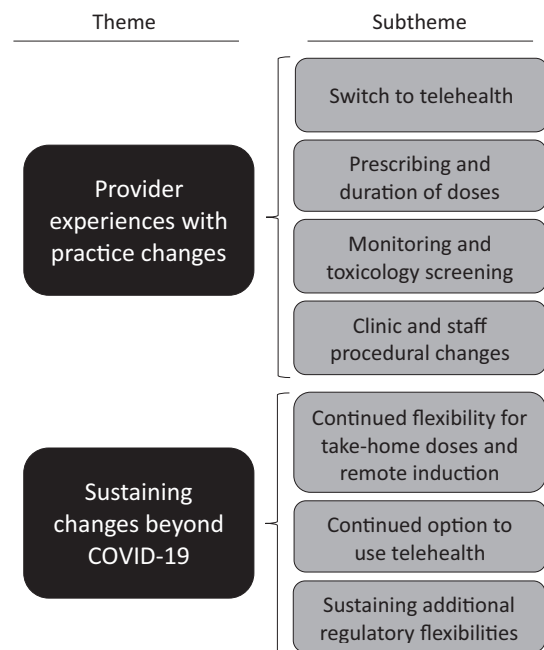 Theme
Subtheme
Provider
experiences with
practice changes
Switch to telehealth
Prescribing and
duration of doses
Monitoring and
toxicology screening
Clinic and staff
procedural changes
Sustaining
changes beyond
COVID-19
Continued flexibility for
take-home doses and
remote induction
Continued option to
use telehealth
Sustaining additional
regulatory flexibilities